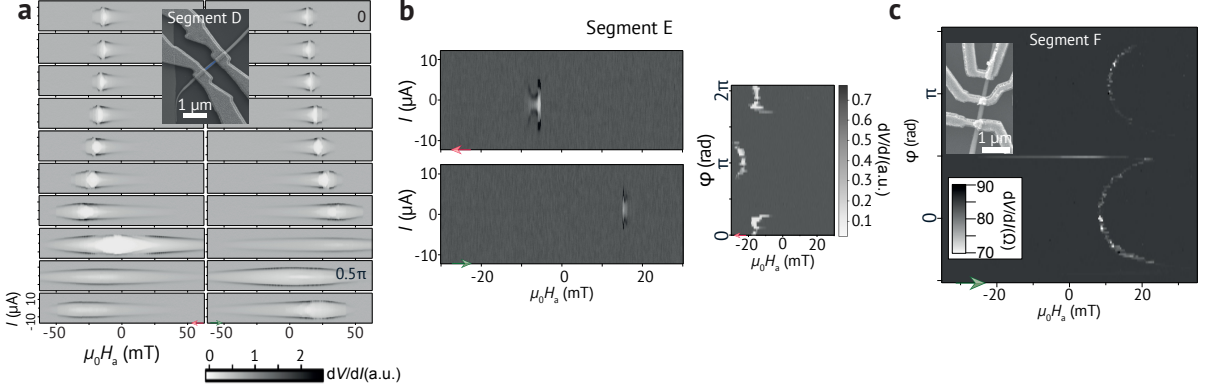 a
Segment D
0
1 μm
0.5π
I (μA)
-10 10
-50 0 50 -50 0 50
μ₀Hₐ (mT)
0 1 2
dV/dI(a.u.)
b
Segment E
I (μA)
10
0
-10
I (μA)
10
0
-10
-20 0 20
μ₀Hₐ (mT)
φ (rad)
2π
π
0
-20 0 20
μ₀Hₐ (mT)
0.7
0.6
0.5
0.4
0.3
0.2
0.1
dV/dI(a.u.)
c
Segment F
1 μm
φ (rad)
π
0
90
80
70
dV/dI(Ω)
-20 0 20
μ₀Hₐ (mT)